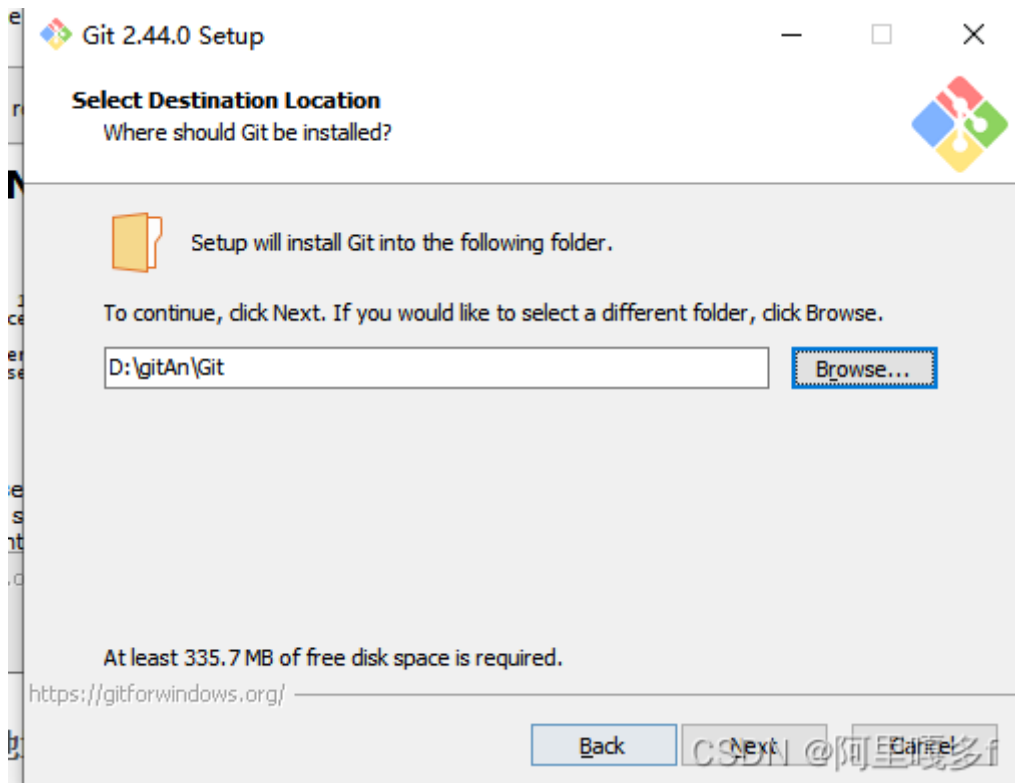 Git 2.44.0 Setup
Select Destination Location
Where should Git be installed?
Setup will install Git into the following folder.
To continue, click Next. If you would like to select a different folder, click Browse.
D:\gitAn\Git
Browse...
At least 335.7 MB of free disk space is required.
https://gitforwindows.org/
Back
Next
Cancel
CSDN @阿里嘎多f